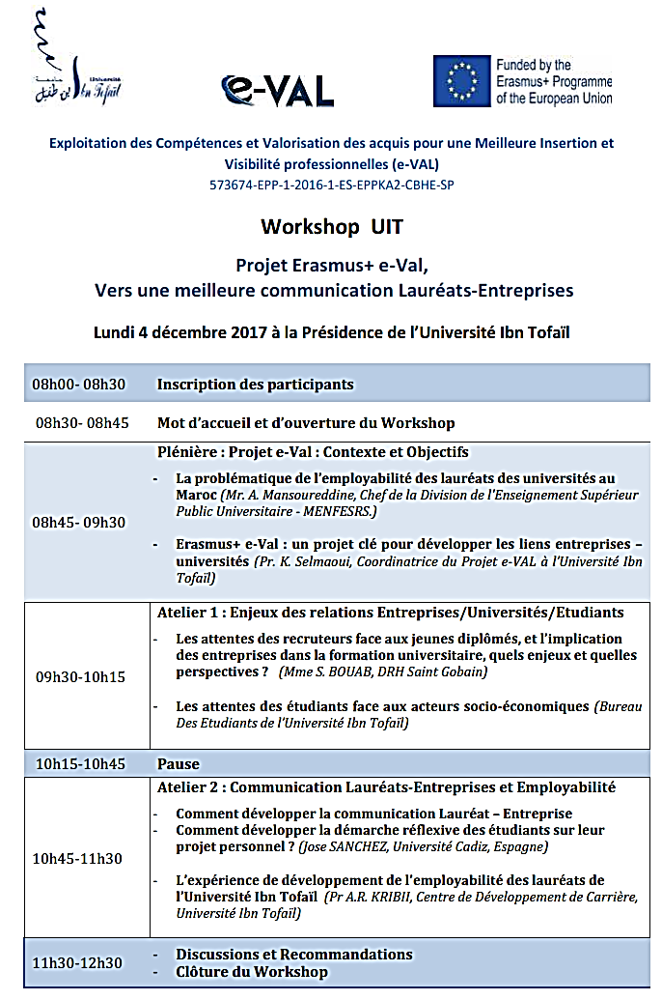 Université
جامعة
ابن طفيل Ibn Tofaïl
e-VAL
Funded by the
Erasmus+ Programme
of the European Union
Exploitation des Compétences et Valorisation des acquis pour une Meilleure Insertion et
Visibilité professionnelles (e-VAL)
573674-EPP-1-2016-1-ES-EPPKA2-CBHE-SP
Workshop UIT
Projet Erasmus+ e-Val,
Vers une meilleure communication Lauréats-Entreprises
Lundi 4 décembre 2017 à la Présidence de l’Université Ibn Tofaïl
08h00- 08h30 Inscription des participants
08h30- 08h45 Mot d’accueil et d’ouverture du Workshop
08h45- 09h30
Plénière : Projet e-Val : Contexte et Objectifs
- La problématique de l’employabilité des lauréats des universités au
Maroc (Mr. A. Mansoureddine, Chef de la Division de l'Enseignement Supérieur
Public Universitaire - MENFESRS.)
- Erasmus+ e-Val : un projet clé pour développer les liens entreprises –
universités (Pr. K. Selmaoui, Coordinatrice du Projet e-VAL à l’Université Ibn
Tofaïl)
09h30-10h15
Atelier 1 : Enjeux des relations Entreprises/Universités/Etudiants
- Les attentes des recruteurs face aux jeunes diplômés, et l’implication
des entreprises dans la formation universitaire, quels enjeux et quelles
perspectives ? (Mme S. BOUAB, DRH Saint Gobain)
- Les attentes des étudiants face aux acteurs socio-économiques (Bureau
Des Etudiants de l’Université Ibn Tofaïl)
10h15-10h45 Pause
10h45-11h30
Atelier 2 : Communication Lauréats-Entreprises et Employabilité
- Comment développer la communication Lauréat – Entreprise
- Comment développer la démarche réflexive des étudiants sur leur
projet personnel ? (Jose SANCHEZ, Université Cadiz, Espagne)
- L’expérience de développement de l’employabilité des lauréats de
l’Université Ibn Tofaïl (Pr A.R. KRIBII, Centre de Développement de Carrière,
Université Ibn Tofaïl)
11h30-12h30
- Discussions et Recommandations
- Clôture du Workshop